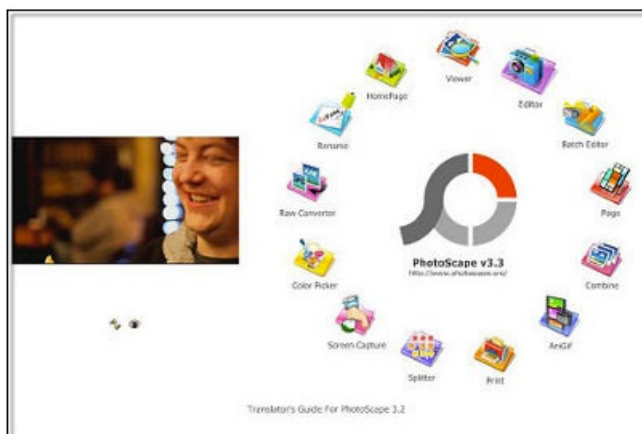 Viewer
HomePage
Editor
Rename
Batch Editor
Raw Converter
Page
PhotoScape v3.3
http://www.photoscape.org/
Color Picker
Combine
Screen Capture
AniGif
Splitter
Print
Translator's Guide For PhotoScape 3.2